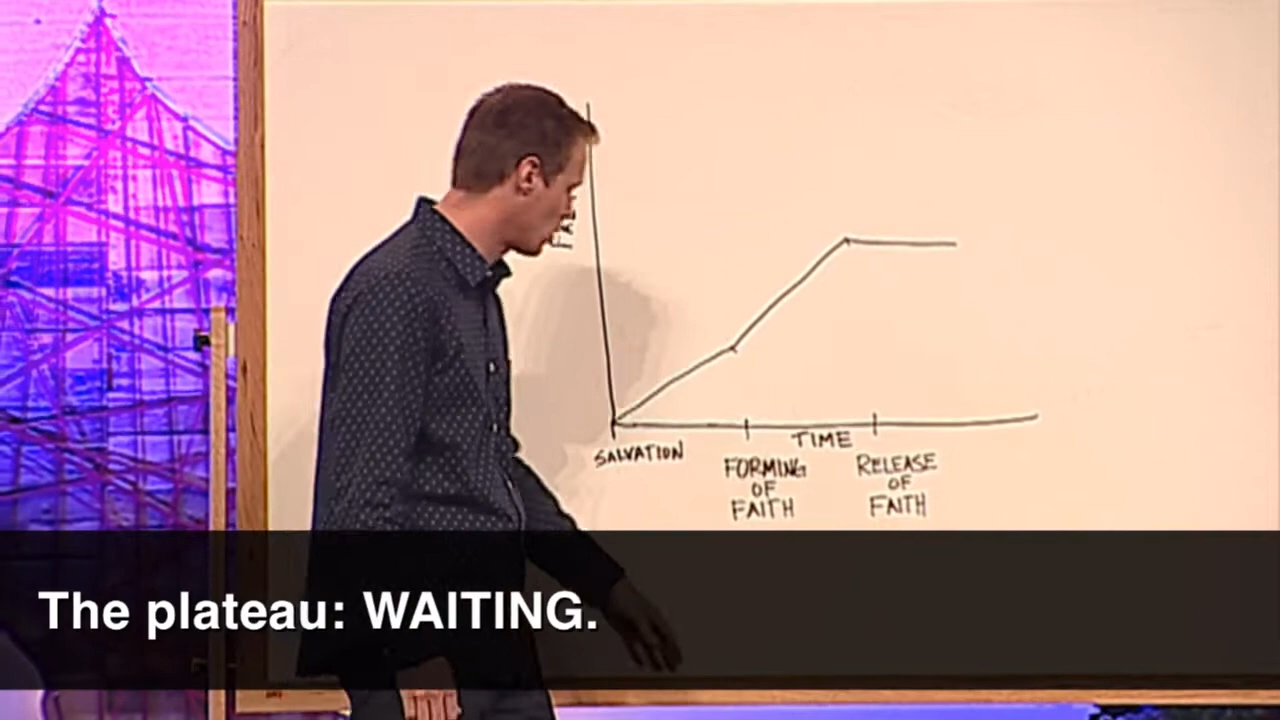 SALVATION
TIME
FORMING
OF
FAITH
RELEASE
OF
FAITH
The plateau: WAITING.